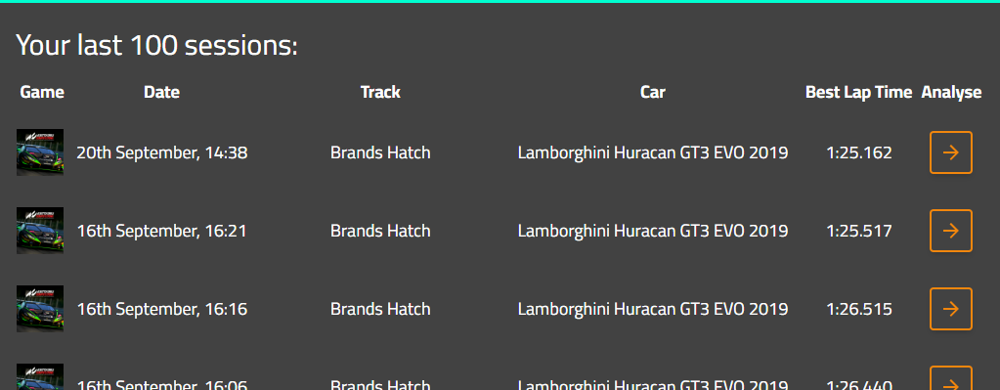 Your last 100 sessions:
Game Date Track Car Best Lap Time Analyse
20th September, 14:38 Brands Hatch Lamborghini Huracan GT3 EVO 2019 1:25.162
16th September, 16:21 Brands Hatch Lamborghini Huracan GT3 EVO 2019 1:25.517
16th September, 16:16 Brands Hatch Lamborghini Huracan GT3 EVO 2019 1:26.515
16th September, 16:06 Brands Hatch Lamborghini Huracan GT3 EVO 2019 1:26.440